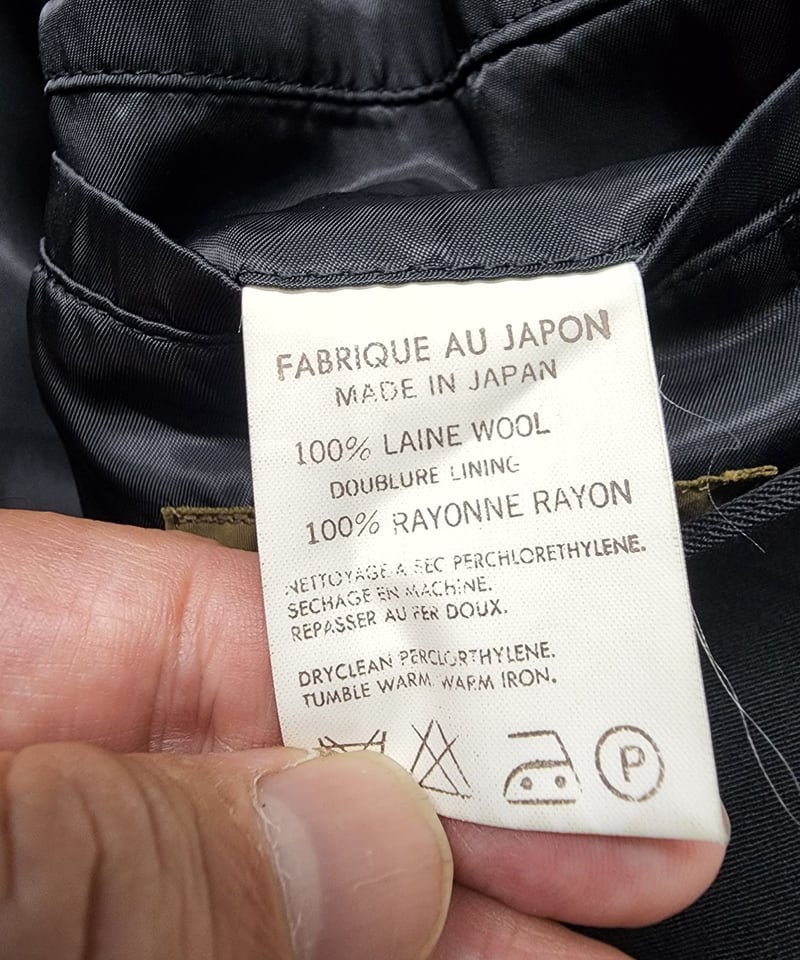 FABRIQUE AU JAPON
MADE IN JAPAN
100% LAINE WOOL
DOUBLURE LINING
100% RAYONNE RAYON
NETTOYAGE A SEC PERCHLORETHYLENE.
SECHAGE EN MACHINE.
REPASSER AU FER DOUX.
DRYCLEAN PERCLORTHYLENE.
TUMBLE WARM. WARM IRON.
P